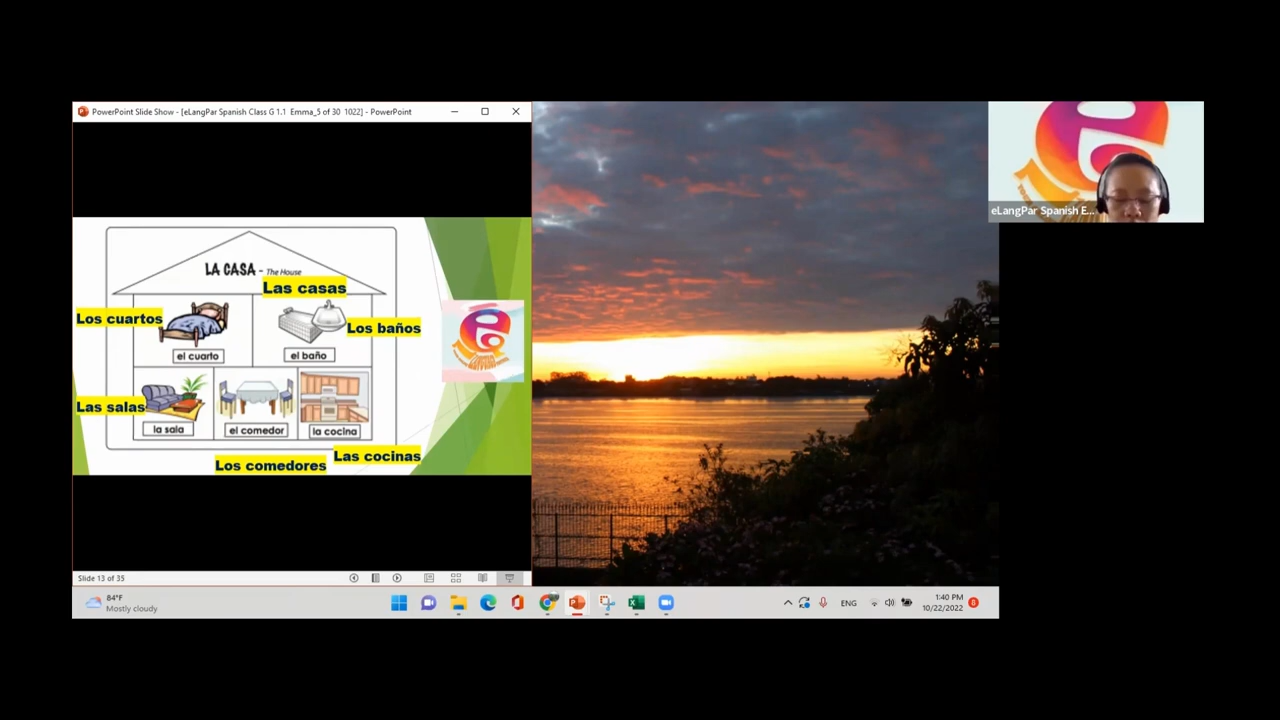 PowerPoint Slide Show - [eLangPar Spanish Class G 1.1 Emma_5 of 30 1022] - PowerPoint
LA CASA - The House
Las casas
Los cuartos
Los baños
el cuarto
el baño
Las salas
la sala
el comedor
la cocina
Las cocinas
Los comedores
Slide 13 of 35
84°F
Mostly cloudy
ENG
1:40 PM
10/22/2022
8
eLangPar Spanish E...